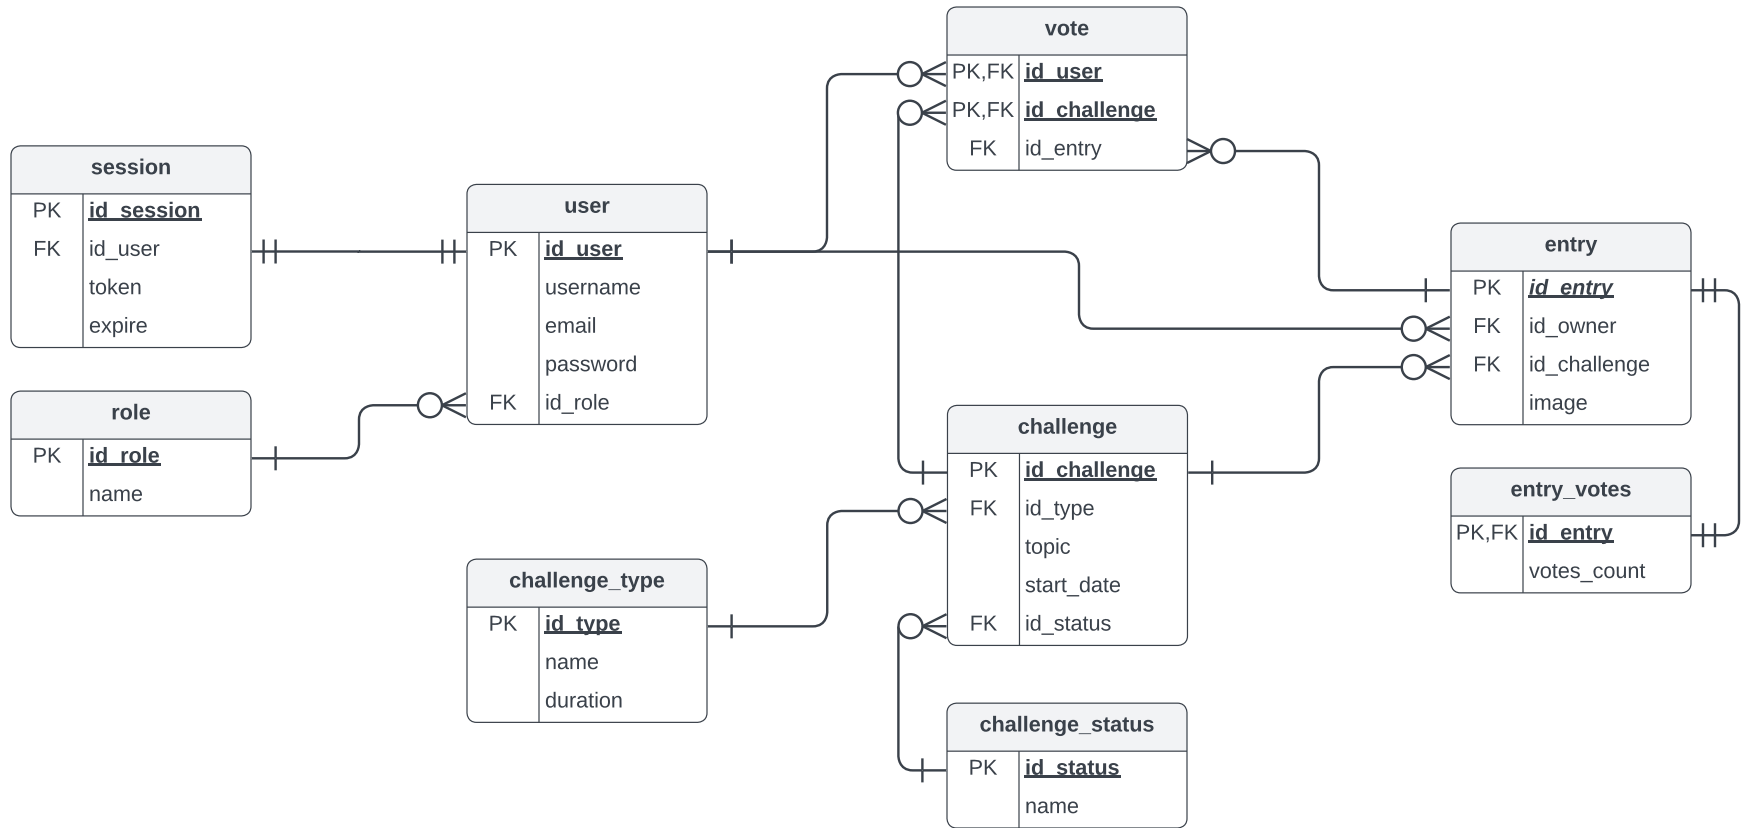 vote
PK,FK id_user
PK,FK id_challenge
FK id_entry
session
PK id_session
FK id_user
token
expire
user
PK id_user
username
email
password
FK id_role
entry
PK id_entry
FK id_owner
FK id_challenge
image
role
PK id_role
name
challenge
PK id_challenge
FK id_type
topic
start_date
FK id_status
entry_votes
PK,FK id_entry
votes_count
challenge_type
PK id_type
name
duration
challenge_status
PK id_status
name